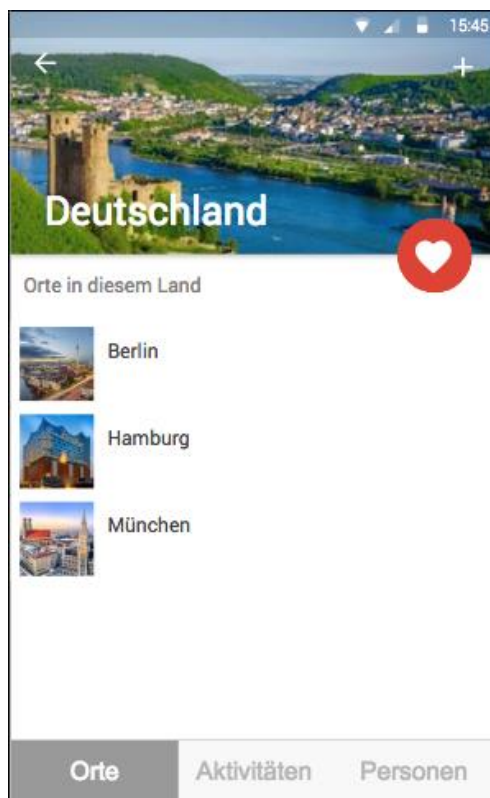 15:45
Deutschland
Orte in diesem Land
Berlin
Hamburg
München
Orte Aktivitäten Personen